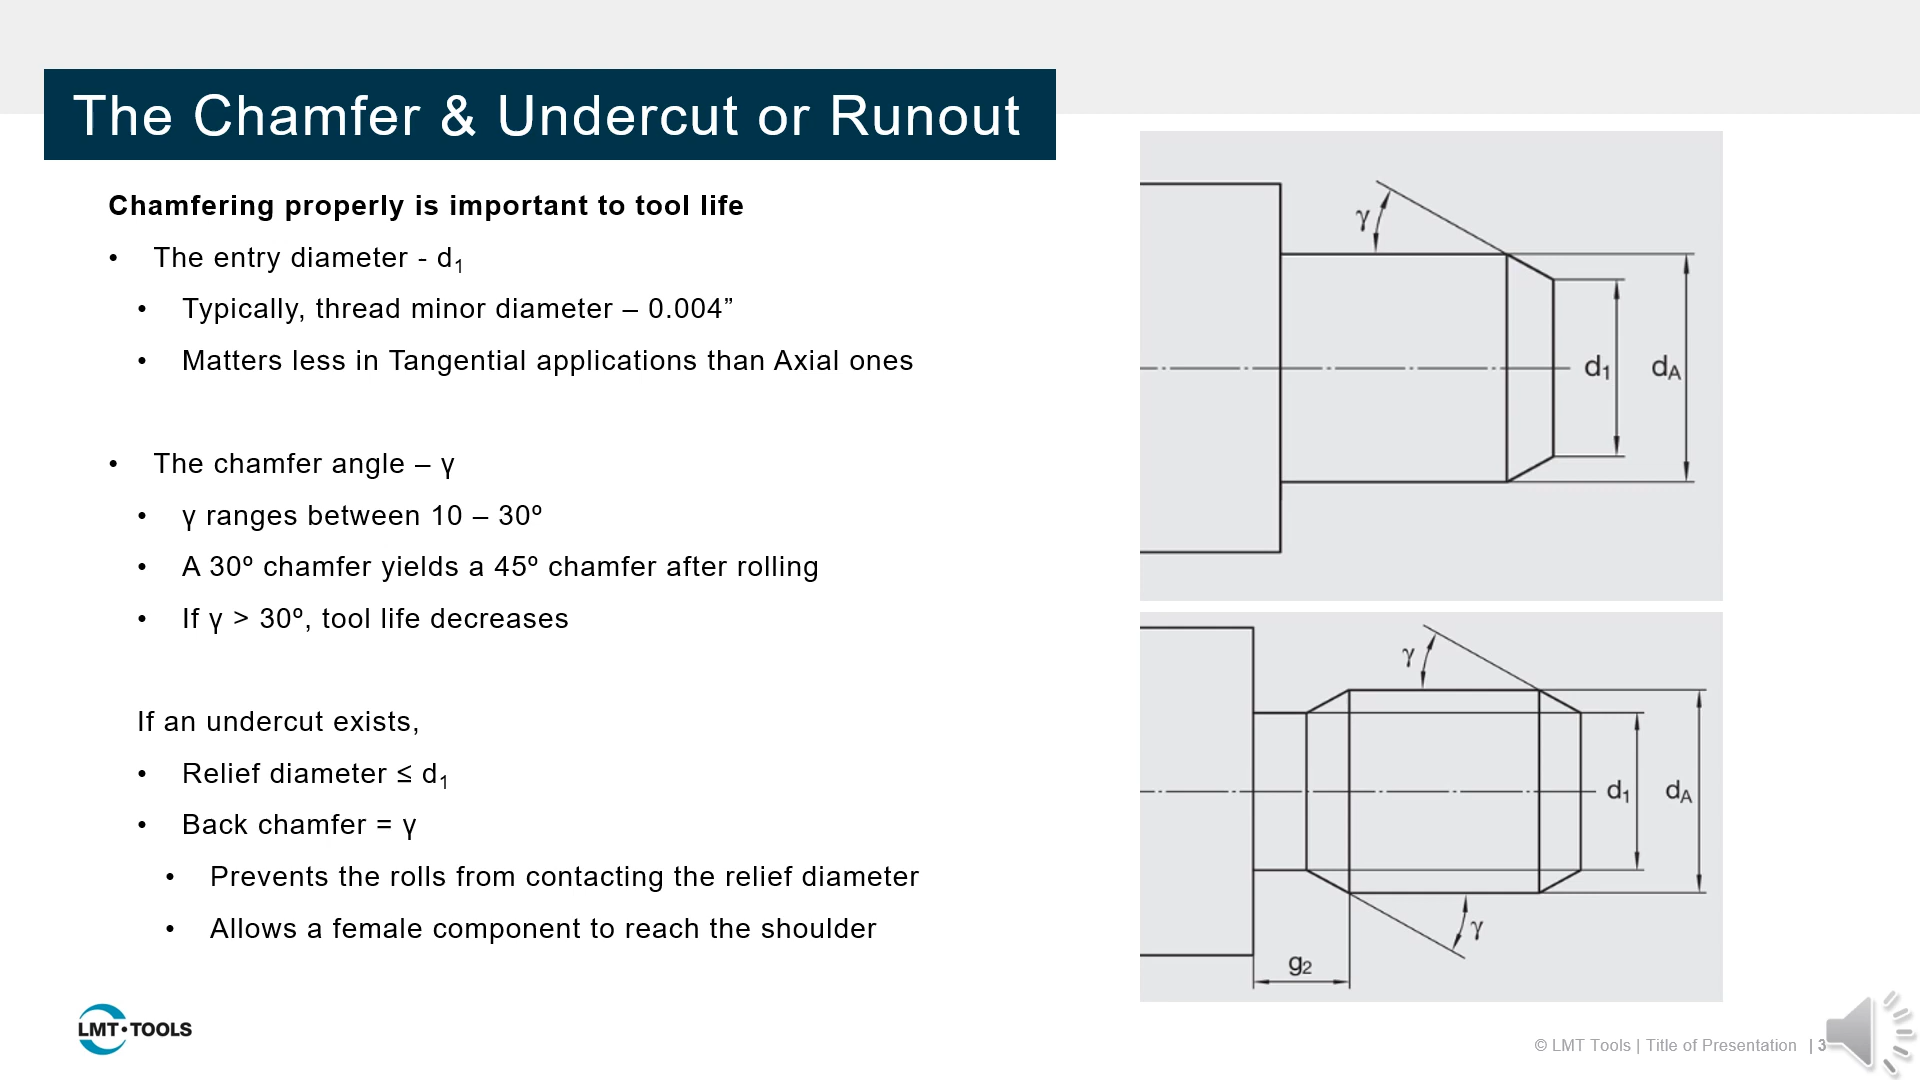 The Chamfer & Undercut or Runout
Chamfering properly is important to tool life
• The entry diameter - d₁
• Typically, thread minor diameter – 0.004”
• Matters less in Tangential applications than Axial ones
• The chamfer angle – γ
• γ ranges between 10 – 30º
• A 30º chamfer yields a 45º chamfer after rolling
• If γ > 30º, tool life decreases
If an undercut exists,
• Relief diameter ≤ d₁
• Back chamfer = γ
• Prevents the rolls from contacting the relief diameter
• Allows a female component to reach the shoulder
γ
d₁
dA
γ
d₁
dA
γ
g₂
LMT•TOOLS
© LMT Tools | Title of Presentation | 3